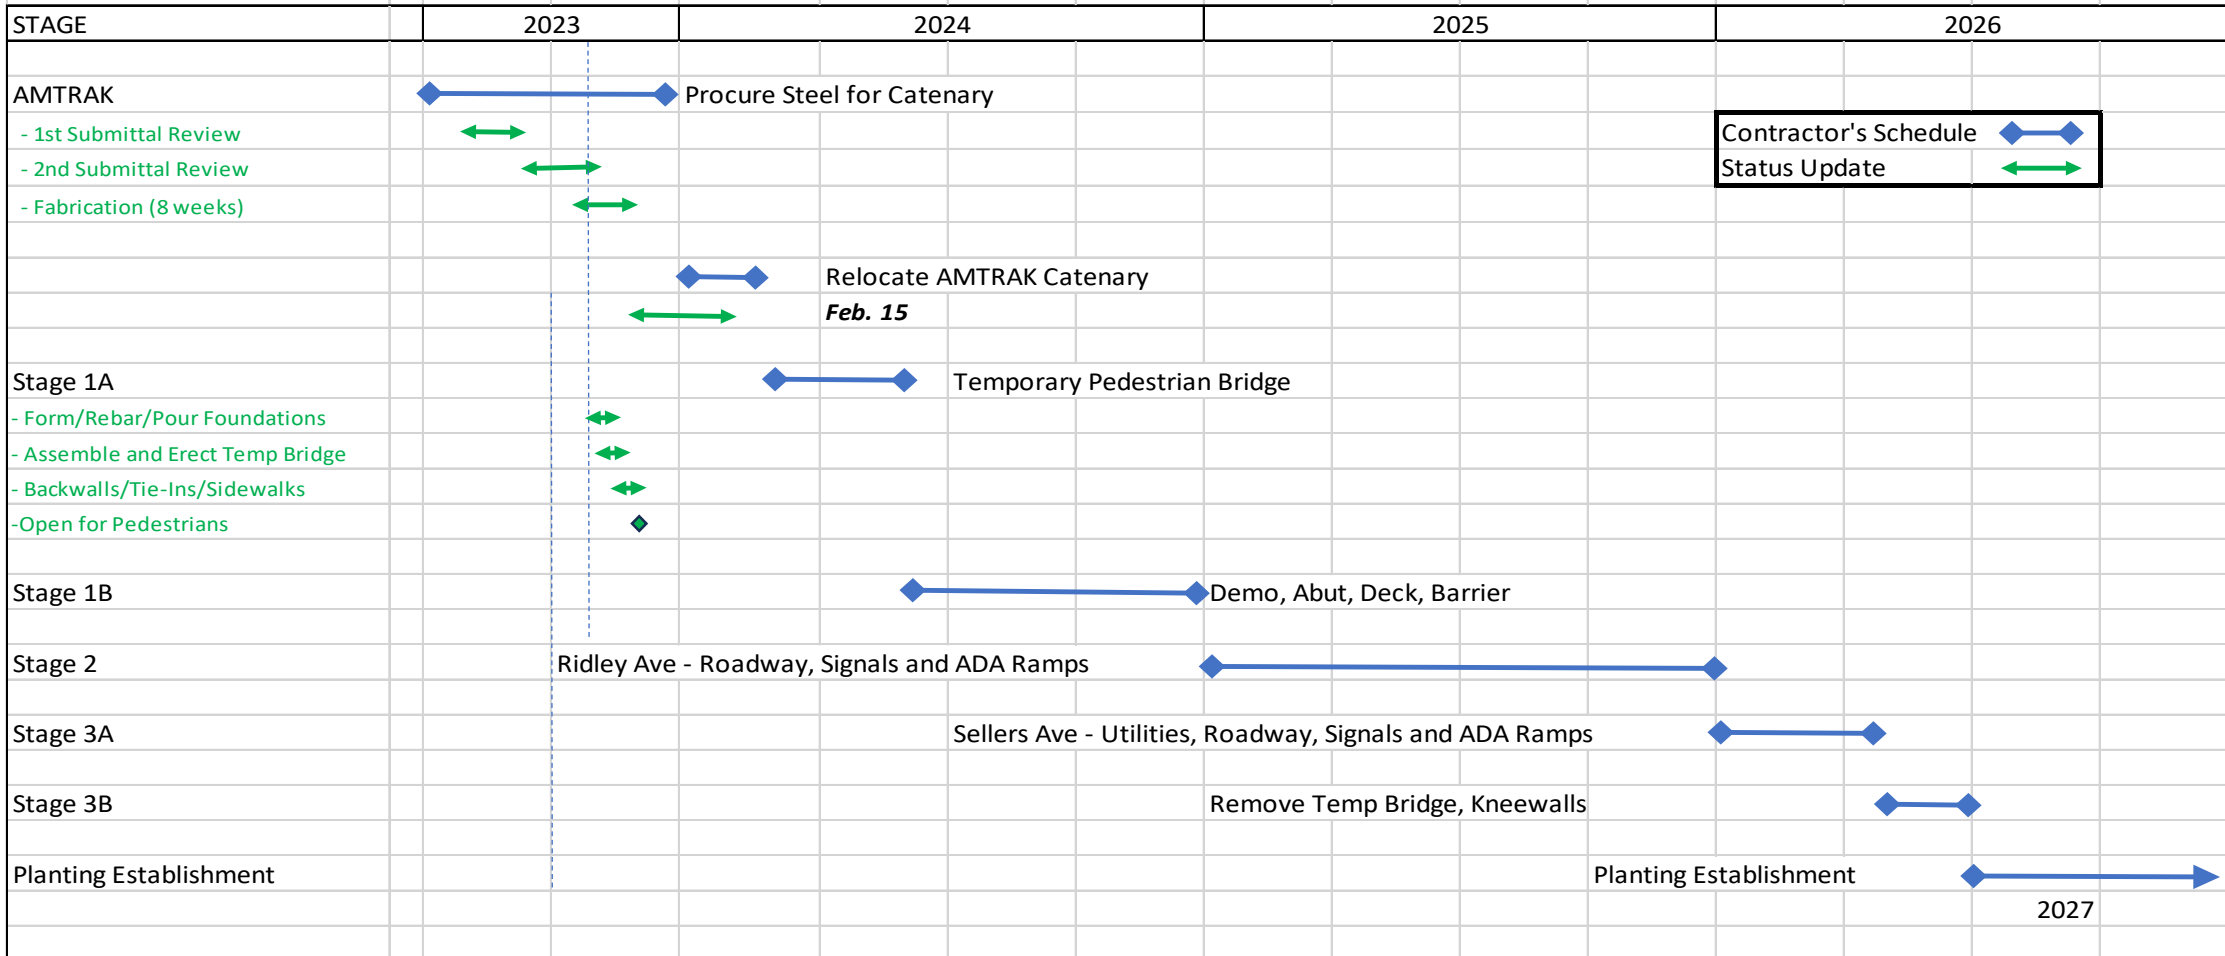 STAGE 2023 2024 2025 2026
AMTRAK Procure Steel for Catenary
- 1st Submittal Review Contractor's Schedule
- 2nd Submittal Review Status Update
- Fabrication (8 weeks)
Relocate AMTRAK Catenary
Feb. 15
Stage 1A Temporary Pedestrian Bridge
- Form/Rebar/Pour Foundations
- Assemble and Erect Temp Bridge
- Backwalls/Tie-Ins/Sidewalks
-Open for Pedestrians
Stage 1B Demo, Abut, Deck, Barrier
Stage 2 Ridley Ave - Roadway, Signals and ADA Ramps
Stage 3A Sellers Ave - Utilities, Roadway, Signals and ADA Ramps
Stage 3B Remove Temp Bridge, Kneewalls
Planting Establishment Planting Establishment
2027